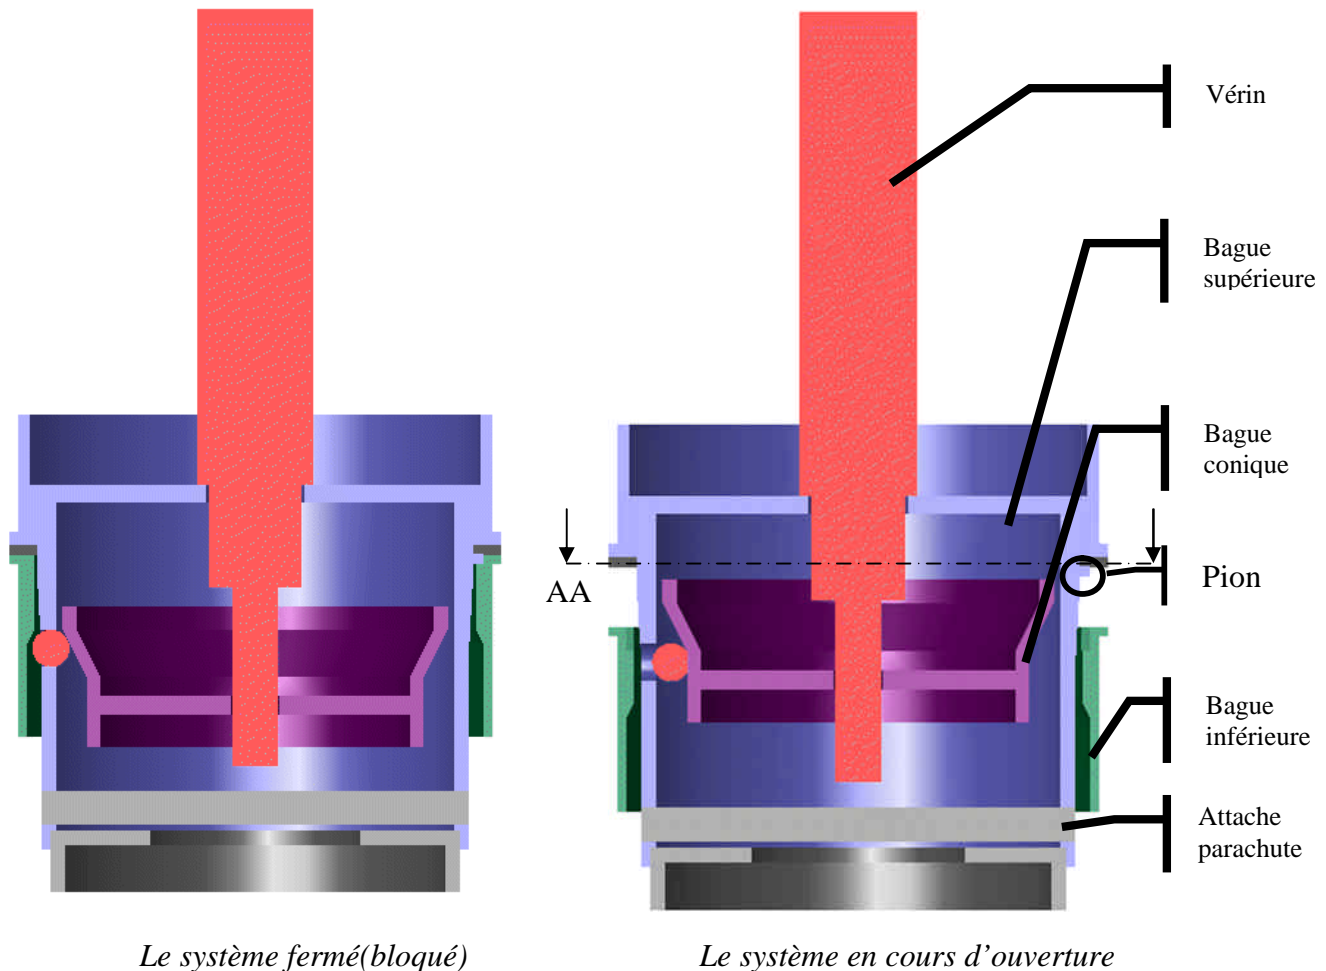 Vérin
Bague
supérieure
Bague
conique
AA
Pion
Bague
inférieure
Attache
parachute
Le système fermé(bloqué)
Le système en cours d'ouverture